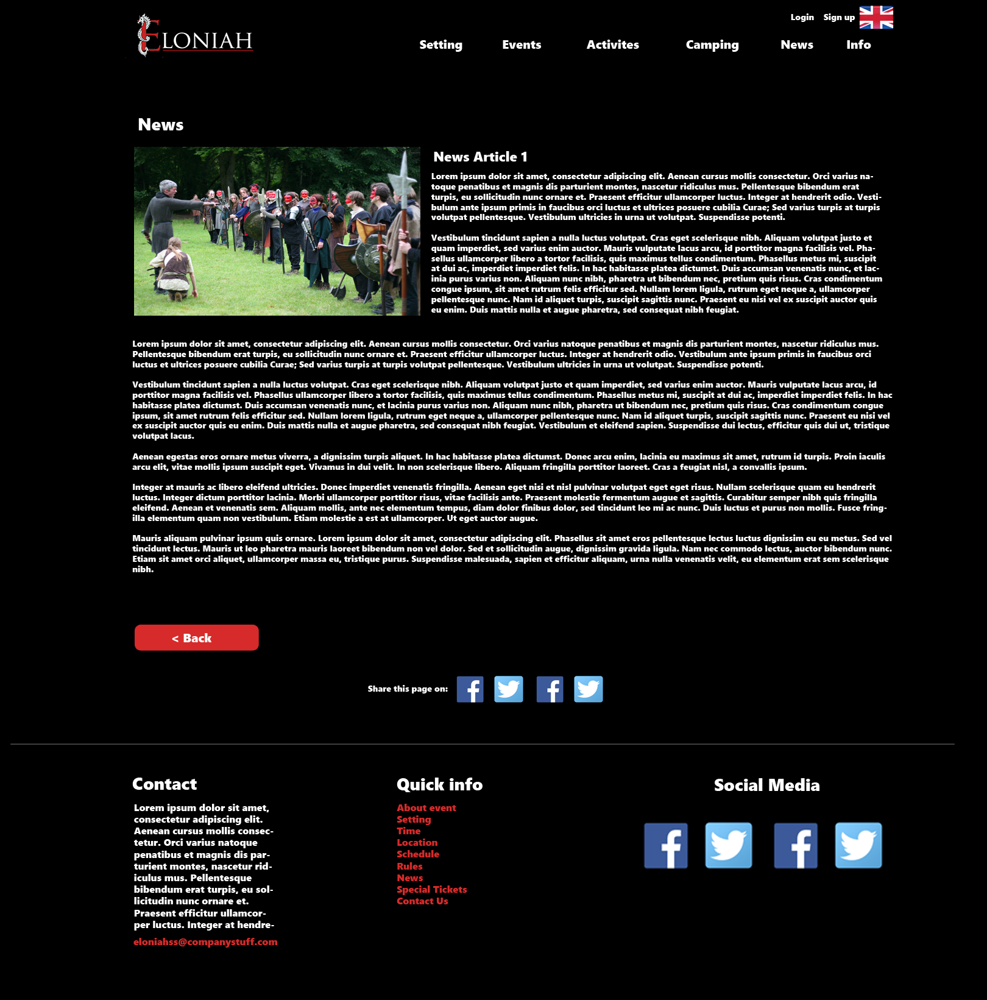 ELONIAH
Login Sign up
Setting Events Activites Camping News Info
News
News Article 1
Lorem ipsum dolor sit amet, consectetur adipiscing elit. Aenean cursus mollis consectetur. Orci varius na-
toque penatibus et magnis dis parturient montes, nascetur ridiculus mus. Pellentesque bibendum erat
turpis, eu sollicitudin nunc ornare et. Praesent efficitur ullamcorper luctus. Integer at hendrerit odio. Vesti-
bulum ante ipsum primis in faucibus orci luctus et ultrices posuere cubilia Curae; Sed varius turpis at turpis
volutpat pellentesque. Vestibulum ultricies in urna ut volutpat. Suspendisse potenti.
Vestibulum tincidunt sapien a nulla luctus volutpat. Cras eget scelerisque nibh. Aliquam volutpat justo et
quam imperdiet, sed varius enim auctor. Mauris vulputate lacus arcu, id porttitor magna facilisis vel. Pha-
sellus ullamcorper libero a tortor facilisis, quis maximus tellus condimentum. Phasellus metus mi, suscipit
at dui ac, imperdiet imperdiet felis. In hac habitasse platea dictumst. Duis accumsan venenatis nunc, et lac-
inia purus varius non. Aliquam nunc nibh, pharetra ut bibendum nec, pretium quis risus. Cras condimentum
congue ipsum, sit amet rutrum felis efficitur sed. Nullam lorem ligula, rutrum eget neque a, ullamcorper
pellentesque nunc. Nam id aliquet turpis, suscipit sagittis nunc. Praesent eu nisi vel ex suscipit auctor quis
eu enim. Duis mattis nulla et augue pharetra, sed consequat nibh feugiat.
Lorem ipsum dolor sit amet, consectetur adipiscing elit. Aenean cursus mollis consectetur. Orci varius natoque penatibus et magnis dis parturient montes, nascetur ridiculus mus.
Pellentesque bibendum erat turpis, eu sollicitudin nunc ornare et. Praesent efficitur ullamcorper luctus. Integer at hendrerit odio. Vestibulum ante ipsum primis in faucibus orci
luctus et ultrices posuere cubilia Curae; Sed varius turpis at turpis volutpat pellentesque. Vestibulum ultricies in urna ut volutpat. Suspendisse potenti.
Vestibulum tincidunt sapien a nulla luctus volutpat. Cras eget scelerisque nibh. Aliquam volutpat justo et quam imperdiet, sed varius enim auctor. Mauris vulputate lacus arcu, id
porttitor magna facilisis vel. Phasellus ullamcorper libero a tortor facilisis, quis maximus tellus condimentum. Phasellus metus mi, suscipit at dui ac, imperdiet imperdiet felis. In hac
habitasse platea dictumst. Duis accumsan venenatis nunc, et lacinia purus varius non. Aliquam nunc nibh, pharetra ut bibendum nec, pretium quis risus. Cras condimentum congue
ipsum, sit amet rutrum felis efficitur sed. Nullam lorem ligula, rutrum eget neque a, ullamcorper pellentesque nunc. Nam id aliquet turpis, suscipit sagittis nunc. Praesent eu nisi vel
ex suscipit auctor quis eu enim. Duis mattis nulla et augue pharetra, sed consequat nibh feugiat. Vestibulum et eleifend sapien. Suspendisse dui lectus, efficitur quis dui ut, tristique
volutpat lacus.
Aenean egestas eros ornare metus viverra, a dignissim turpis aliquet. In hac habitasse platea dictumst. Donec arcu enim, lacinia eu maximus sit amet, rutrum id turpis. Proin iaculis
arcu elit, vitae mollis ipsum suscipit eget. Vivamus in dui velit. In non scelerisque libero. Aliquam fringilla porttitor laoreet. Cras a feugiat nisl, a convallis ipsum.
Integer at mauris ac libero eleifend ultricies. Donec imperdiet venenatis fringilla. Aenean eget nisi et nisl pulvinar volutpat eget eget risus. Nullam scelerisque quam eu hendrerit
luctus. Integer dictum porttitor lacinia. Morbi ullamcorper porttitor risus, vitae facilisis ante. Praesent molestie fermentum augue et sagittis. Curabitur semper nibh quis fringilla
eleifend. Aenean et venenatis sem. Aliquam mollis, ante nec elementum tempus, diam dolor finibus dolor, sed tincidunt leo mi ac nunc. Duis luctus et purus non mollis. Fusce fring-
illa elementum quam non vestibulum. Etiam molestie a est at ullamcorper. Ut eget auctor augue.
Mauris aliquam pulvinar ipsum quis ornare. Lorem ipsum dolor sit amet, consectetur adipiscing elit. Phasellus sit amet eros pellentesque lectus luctus dignissim eu eu metus. Sed vel
tincidunt lectus. Mauris ut leo pharetra mauris laoreet bibendum non vel dolor. Sed et sollicitudin augue, dignissim gravida ligula. Nam nec commodo lectus, auctor bibendum nunc.
Etiam sit amet orci aliquet, ullamcorper massa eu, tristique purus. Suspendisse malesuada, sapien et efficitur aliquam, urna nulla venenatis velit, eu elementum erat sem scelerisque
nibh.
< Back
Share this page on:
Contact
Lorem ipsum dolor sit amet,
consectetur adipiscing elit.
Aenean cursus mollis consec-
tetur. Orci varius natoque
penatibus et magnis dis par-
turient montes, nascetur rid-
iculus mus. Pellentesque
bibendum erat turpis, eu sol-
licitudin nunc ornare et.
Praesent efficitur ullamcor-
per luctus. Integer at hendre-
eloniahss@companystuff.com
Quick info
About event
Setting
Time
Location
Schedule
Rules
News
Special Tickets
Contact Us
Social Media